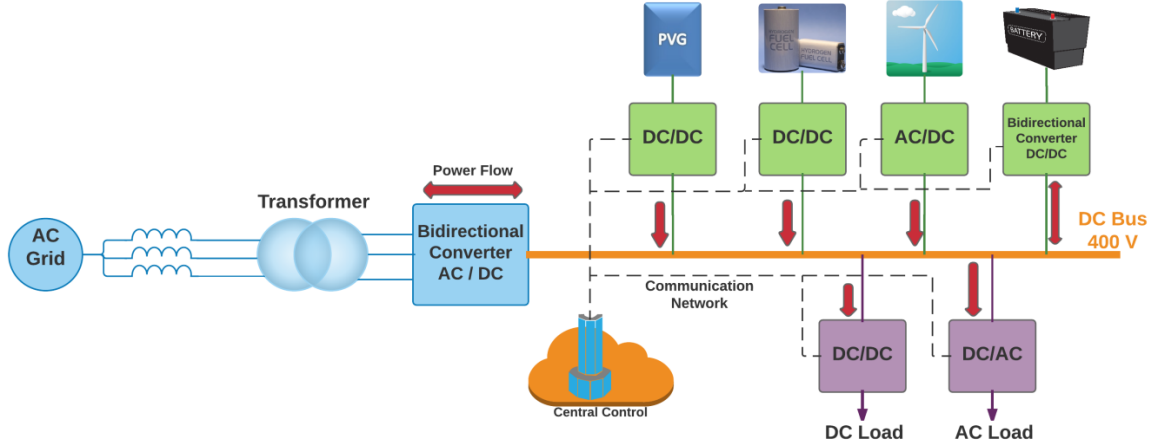 PVG
HYDROGEN
FUEL
CELL
HYDROGEN
FUEL CELL
BATTERY
DC/DC
DC/DC
AC/DC
Bidirectional
Converter
DC/DC
Power Flow
Transformer
AC
Grid
Bidirectional
Converter
AC / DC
DC Bus
400 V
Communication
Network
DC/DC
DC/AC
Central Control
DC Load
AC Load